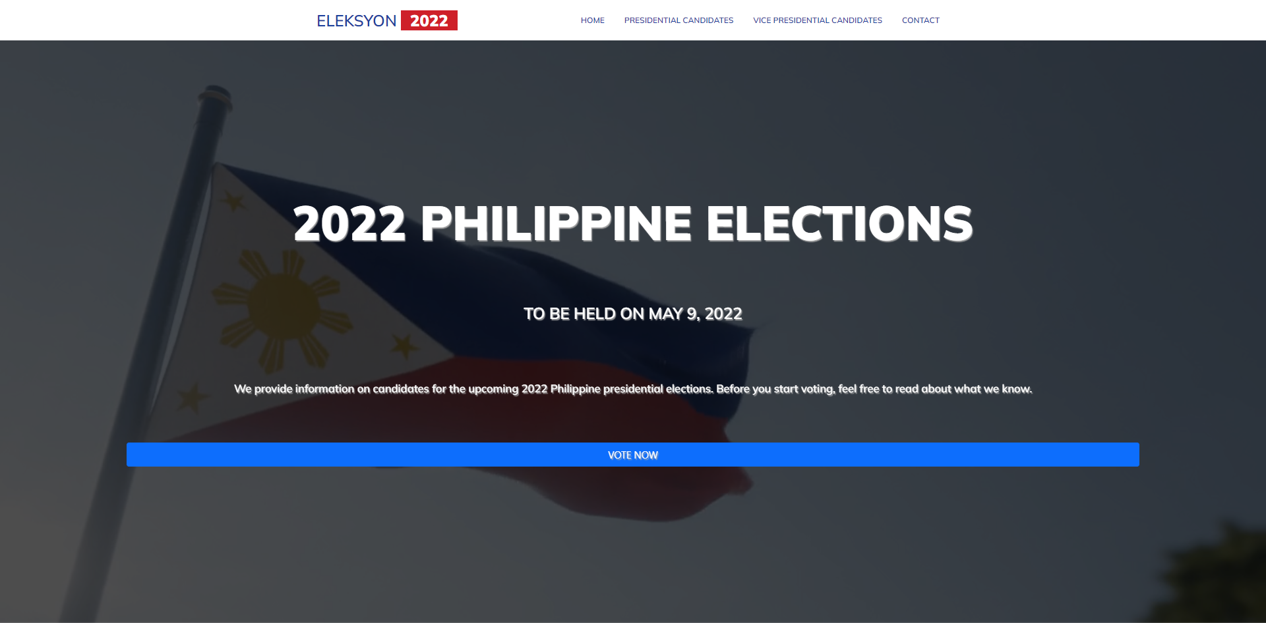 ELEKSYON 2022
HOME PRESIDENTIAL CANDIDATES VICE PRESIDENTIAL CANDIDATES CONTACT
2022 PHILIPPINE ELECTIONS
TO BE HELD ON MAY 9, 2022
We provide information on candidates for the upcoming 2022 Philippine presidential elections. Before you start voting, feel free to read about what we know.
VOTE NOW